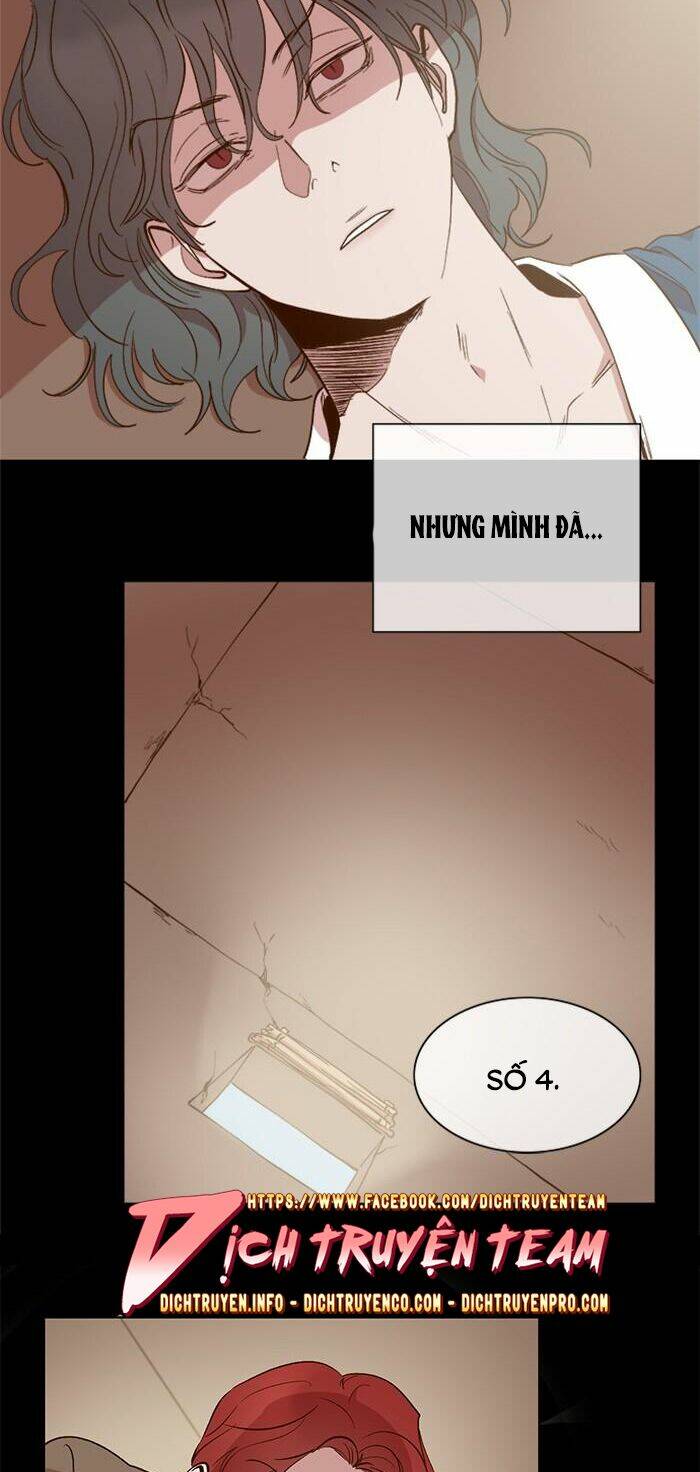 NHƯNG MÌNH ĐÃ...
SỐ 4.
HTTPS://WWW.FACEBOOK.COM/DICHTRUYENTEAM
DỊCH TRUYỆN TEAM
DICHTRUYEN.INFO - DICHTRUYENCO.COM - DICHTRUYENPRO.COM